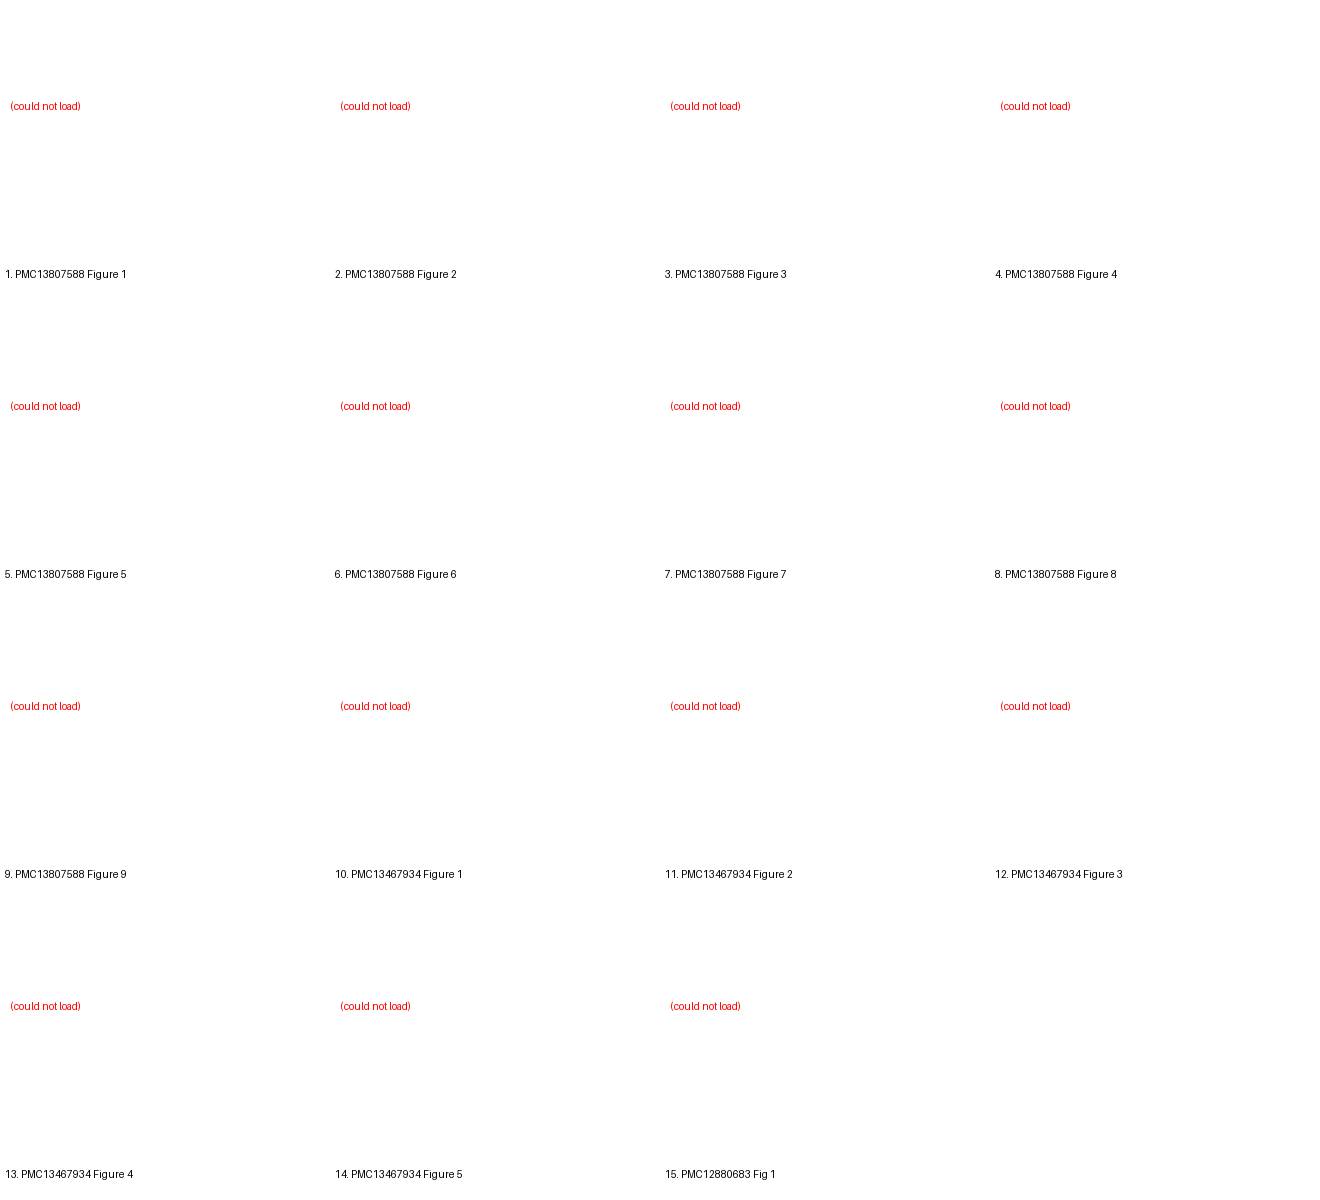 (could not load) (could not load) (could not load) (could not load)
1. PMC13807588 Figure 1 2. PMC13807588 Figure 2 3. PMC13807588 Figure 3 4. PMC13807588 Figure 4
(could not load) (could not load) (could not load) (could not load)
5. PMC13807588 Figure 5 6. PMC13807588 Figure 6 7. PMC13807588 Figure 7 8. PMC13807588 Figure 8
(could not load) (could not load) (could not load) (could not load)
9. PMC13807588 Figure 9 10. PMC13467934 Figure 1 11. PMC13467934 Figure 2 12. PMC13467934 Figure 3
(could not load) (could not load) (could not load)
13. PMC13467934 Figure 4 14. PMC13467934 Figure 5 15. PMC12880683 Fig 1